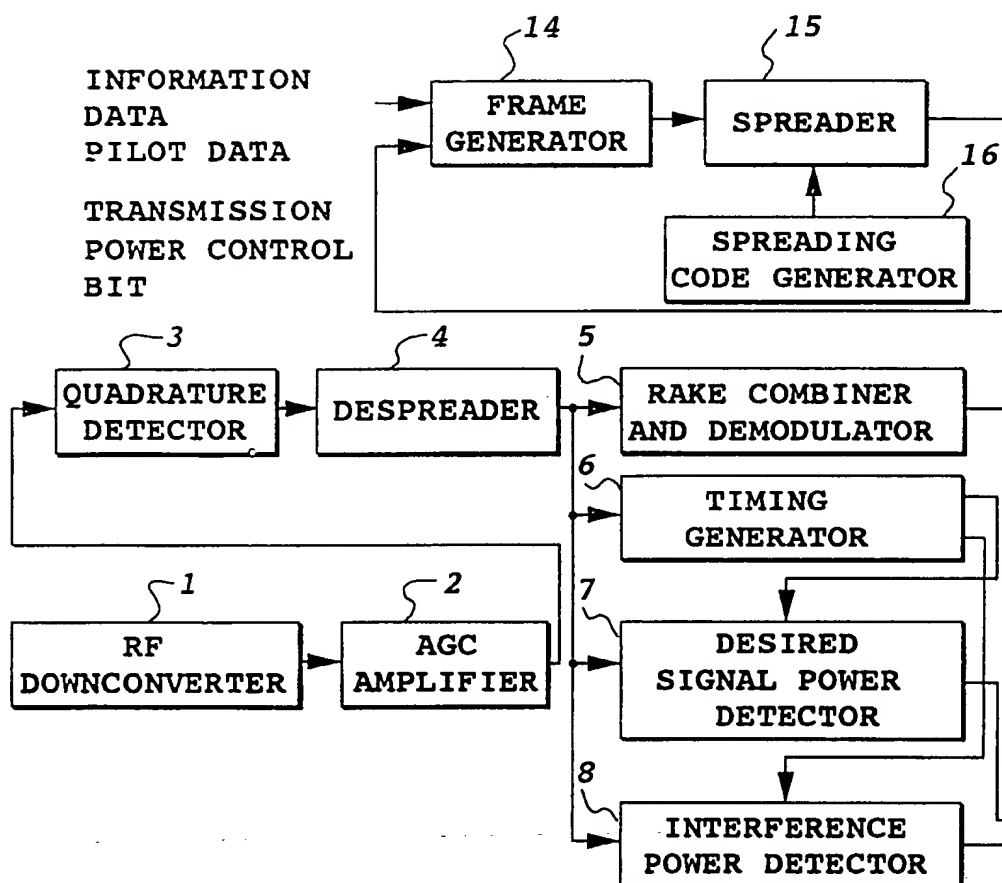 14
15
INFORMATION
DATA
PILOT DATA
FRAME
GENERATOR
SPREADER
16
TRANSMISSION
POWER CONTROL
BIT
SPREADING
CODE GENERATOR
3
4
5
QUADRATURE
DETECTOR
DESPREADER
RAKE COMBINER
AND DEMODULATOR
6
TIMING
GENERATOR
1
2
7
RF
DOWNCONVERTER
AGC
AMPLIFIER
DESIRED
SIGNAL POWER
DETECTOR
8
INTERFERENCE
POWER DETECTOR